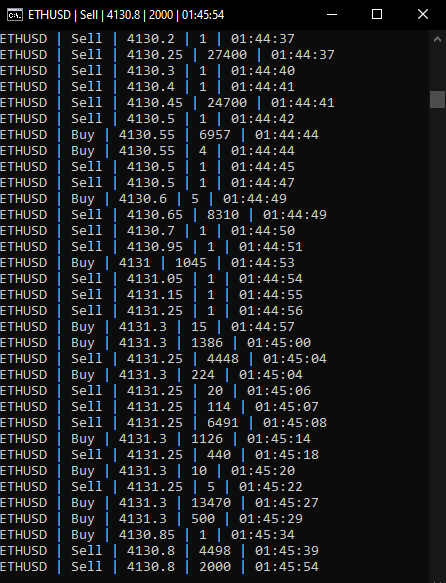 ETHUSD | Sell | 4130.8 | 2000 | 01:45:54
ETHUSD | Sell | 4130.2 | 1 | 01:44:37
ETHUSD | Sell | 4130.25 | 27400 | 01:44:37
ETHUSD | Sell | 4130.3 | 1 | 01:44:40
ETHUSD | Sell | 4130.4 | 1 | 01:44:41
ETHUSD | Sell | 4130.45 | 24700 | 01:44:41
ETHUSD | Sell | 4130.5 | 1 | 01:44:42
ETHUSD | Buy | 4130.55 | 6957 | 01:44:44
ETHUSD | Buy | 4130.55 | 4 | 01:44:44
ETHUSD | Sell | 4130.5 | 1 | 01:44:45
ETHUSD | Sell | 4130.5 | 1 | 01:44:47
ETHUSD | Buy | 4130.6 | 5 | 01:44:49
ETHUSD | Sell | 4130.65 | 8310 | 01:44:49
ETHUSD | Sell | 4130.7 | 1 | 01:44:50
ETHUSD | Sell | 4130.95 | 1 | 01:44:51
ETHUSD | Buy | 4131 | 1045 | 01:44:53
ETHUSD | Sell | 4131.05 | 1 | 01:44:54
ETHUSD | Sell | 4131.15 | 1 | 01:44:55
ETHUSD | Sell | 4131.25 | 1 | 01:44:56
ETHUSD | Buy | 4131.3 | 15 | 01:44:57
ETHUSD | Buy | 4131.3 | 1386 | 01:45:00
ETHUSD | Sell | 4131.25 | 4448 | 01:45:04
ETHUSD | Buy | 4131.3 | 224 | 01:45:04
ETHUSD | Sell | 4131.25 | 20 | 01:45:06
ETHUSD | Sell | 4131.25 | 114 | 01:45:07
ETHUSD | Sell | 4131.25 | 6491 | 01:45:08
ETHUSD | Buy | 4131.3 | 1126 | 01:45:14
ETHUSD | Sell | 4131.25 | 440 | 01:45:18
ETHUSD | Buy | 4131.3 | 10 | 01:45:20
ETHUSD | Sell | 4131.25 | 5 | 01:45:22
ETHUSD | Buy | 4131.3 | 13470 | 01:45:27
ETHUSD | Buy | 4131.3 | 500 | 01:45:29
ETHUSD | Buy | 4130.85 | 1 | 01:45:34
ETHUSD | Sell | 4130.8 | 4498 | 01:45:39
ETHUSD | Sell | 4130.8 | 2000 | 01:45:54